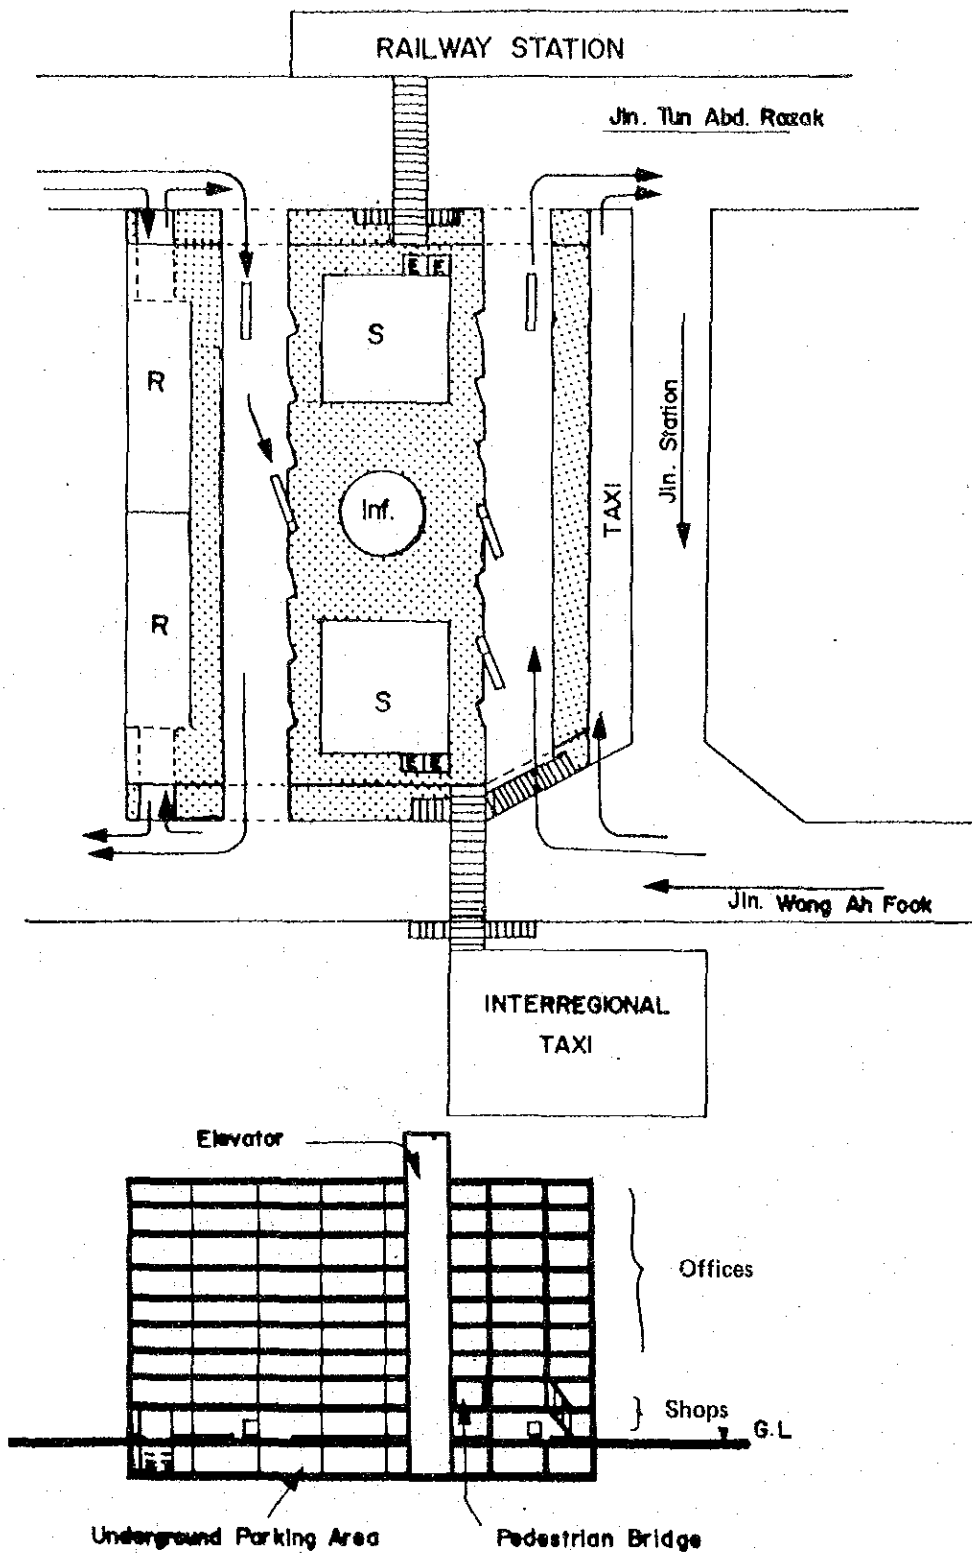 RAILWAY STATION
Jln. Tun Abd. Razak
E E
S
R
Inf.
TAXI
Jln. Station
R
S
E E
Jln. Wong Ah Fook
INTERREGIONAL
TAXI
Elevator
Offices
Shops
G.L
Underground Parking Area
Pedestrian Bridge